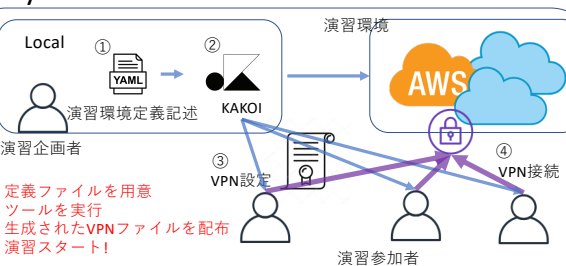 演習環境
Local
①
②
YAML
AWS
演習環境定義記述
KAKOI
演習企画者
③
VPN設定
④
VPN接続
定義ファイルを用意
ツールを実行
生成されたVPNファイルを配布
演習スタート!
演習参加者